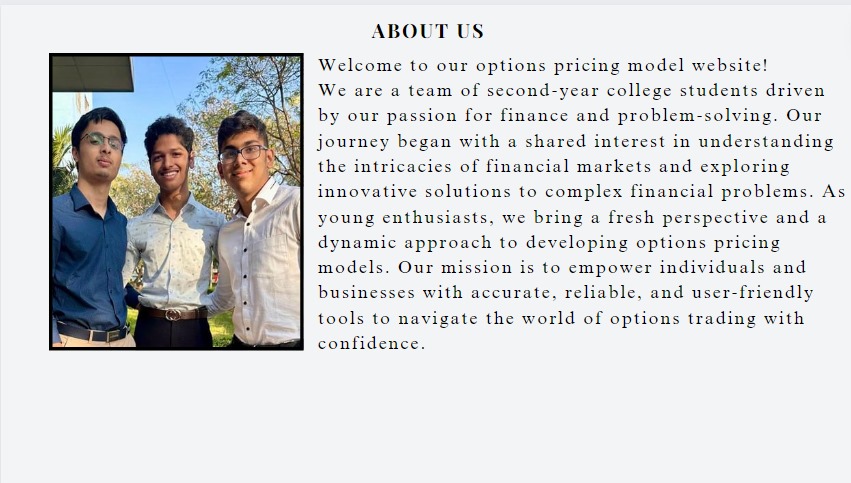 ABOUT US
Welcome to our options pricing model website!
We are a team of second-year college students driven
by our passion for finance and problem-solving. Our
journey began with a shared interest in understanding
the intricacies of financial markets and exploring
innovative solutions to complex financial problems. As
young enthusiasts, we bring a fresh perspective and a
dynamic approach to developing options pricing
models. Our mission is to empower individuals and
businesses with accurate, reliable, and user-friendly
tools to navigate the world of options trading with
confidence.